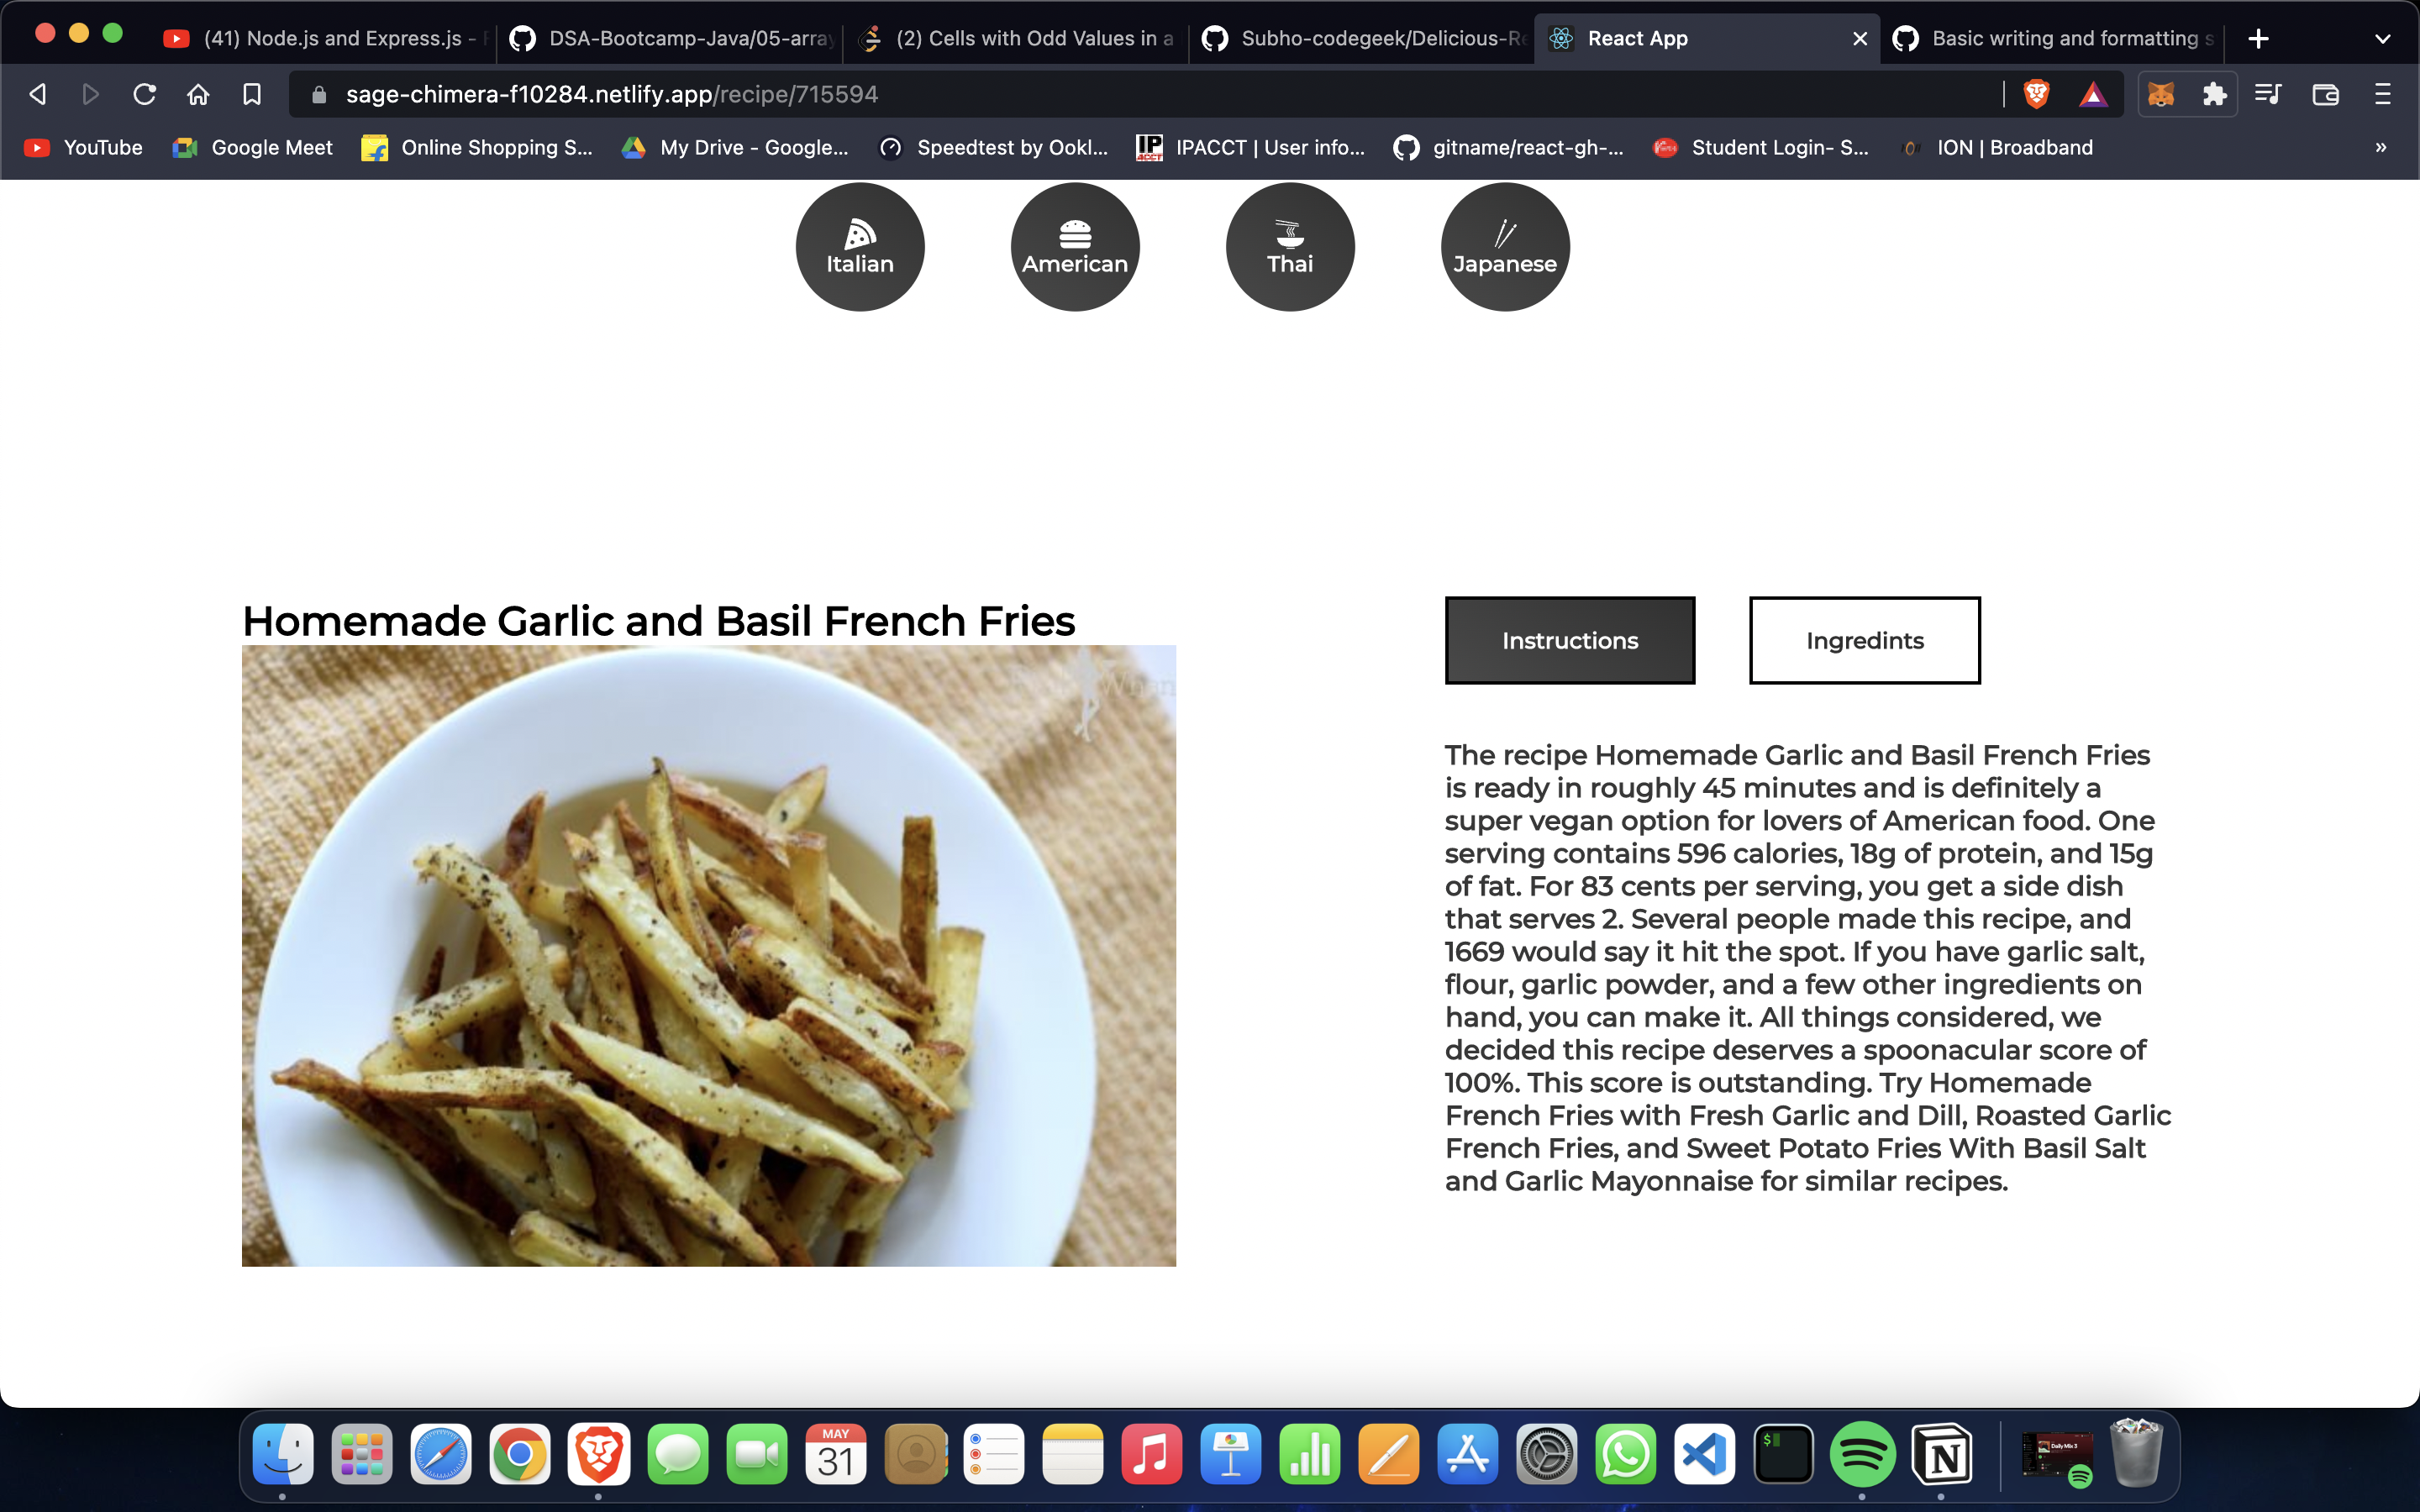 (41) Node.js and Express.js -
DSA-Bootcamp-Java/05-array
(2) Cells with Odd Values in a
Subho-codegeek/Delicious-Re
React App
Basic writing and formatting s
sage-chimera-f10284.netlify.app/recipe/715594
YouTube
Google Meet
Online Shopping S...
My Drive - Google...
Speedtest by Ookl...
IPACCT | User info...
gitname/react-gh-...
Student Login- S...
ION | Broadband
»
Italian
American
Thai
Japanese
Homemade Garlic and Basil French Fries
Instructions
Ingredints
The recipe Homemade Garlic and Basil French Fries
is ready in roughly 45 minutes and is definitely a
super vegan option for lovers of American food. One
serving contains 596 calories, 18g of protein, and 15g
of fat. For 83 cents per serving, you get a side dish
that serves 2. Several people made this recipe, and
1669 would say it hit the spot. If you have garlic salt,
flour, garlic powder, and a few other ingredients on
hand, you can make it. All things considered, we
decided this recipe deserves a spoonacular score of
100%. This score is outstanding. Try Homemade
French Fries with Fresh Garlic and Dill, Roasted Garlic
French Fries, and Sweet Potato Fries With Basil Salt
and Garlic Mayonnaise for similar recipes.
MAY
31
Daily Mix 3